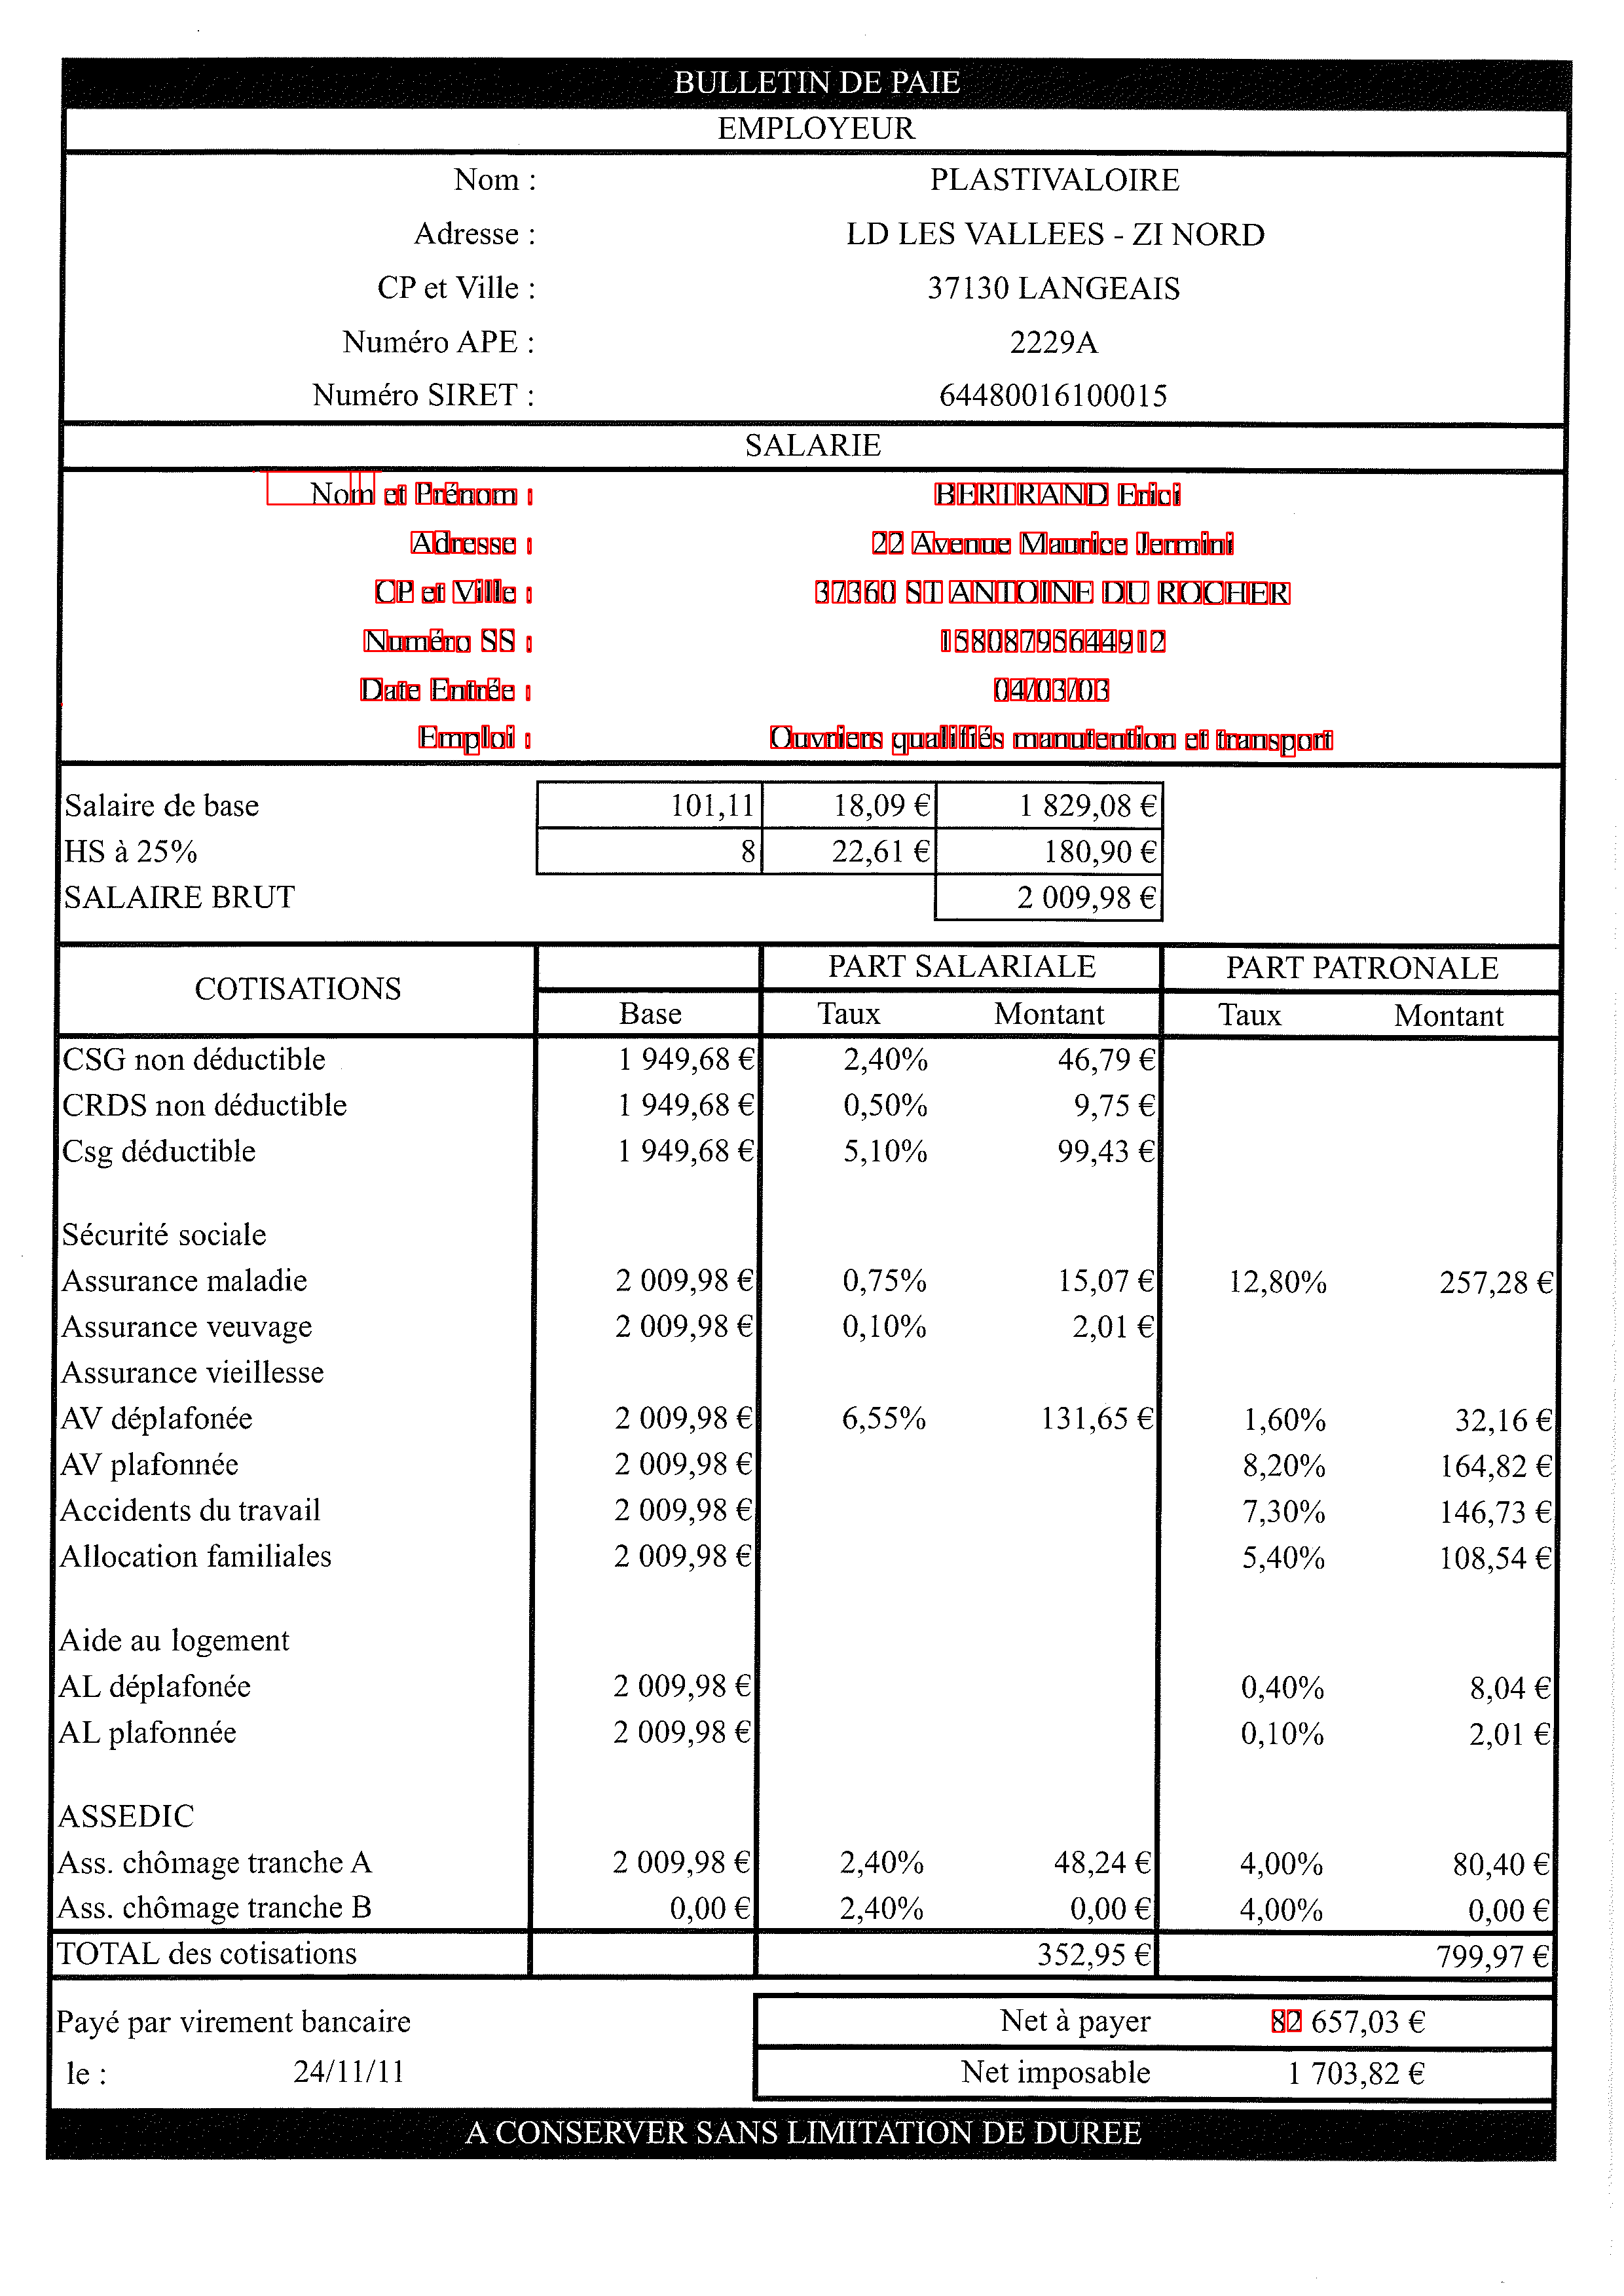 BULLETIN DE PAIE
EMPLOYEUR
Nom : PLASTIVALOIRE
Adresse : LD LES VALLEES - ZI NORD
CP et Ville : 37130 LANGEAIS
Numéro APE : 2229A
Numéro SIRET : 64480016100015
SALARIE
Nom et Prénom : BERTRAND Erici
Adresse : 22 Avenue Maurice Jermini
CP et Ville : 37360 ST ANTOINE DU ROCHER
Numéro SS : 15808795644912
Date Entrée : 04/03/03
Emploi : Ouvriers qualifiés manutention et transport
Salaire de base 101,11 18,09 € 1 829,08 €
HS à 25% 8 22,61 € 180,90 €
SALAIRE BRUT 2 009,98 €
COTISATIONS PART SALARIALE PART PATRONALE
Base Taux Montant Taux Montant
CSG non déductible 1 949,68 € 2,40% 46,79 €
CRDS non déductible 1 949,68 € 0,50% 9,75 €
Csg déductible 1 949,68 € 5,10% 99,43 €
Sécurité sociale
Assurance maladie 2 009,98 € 0,75% 15,07 € 12,80% 257,28 €
Assurance veuvage 2 009,98 € 0,10% 2,01 €
Assurance vieillesse
AV déplafonée 2 009,98 € 6,55% 131,65 € 1,60% 32,16 €
AV plafonnée 2 009,98 € 8,20% 164,82 €
Accidents du travail 2 009,98 € 7,30% 146,73 €
Allocation familiales 2 009,98 € 5,40% 108,54 €
Aide au logement
AL déplafonée 2 009,98 € 0,40% 8,04 €
AL plafonnée 2 009,98 € 0,10% 2,01 €
ASSEDIC
Ass. chômage tranche A 2 009,98 € 2,40% 48,24 € 4,00% 80,40 €
Ass. chômage tranche B 0,00 € 2,40% 0,00 € 4,00% 0,00 €
TOTAL des cotisations 352,95 € 799,97 €
Payé par virement bancaire Net à payer 82 657,03 €
le : 24/11/11 Net imposable 1 703,82 €
A CONSERVER SANS LIMITATION DE DUREE